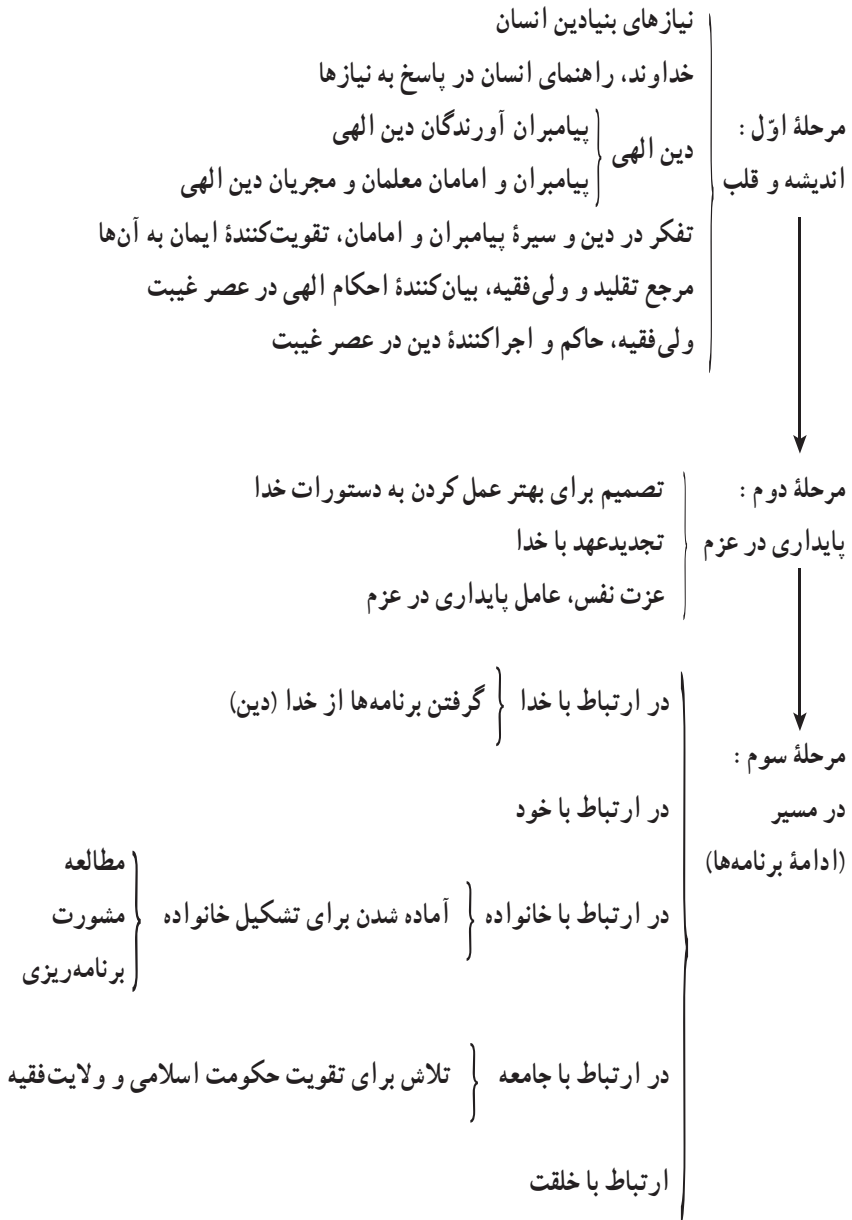 نیازهای بنیادین انسان
خداوند، راهنمای انسان در پاسخ به نیازها
مرحلهٔ اوّل :
اندیشه و قلب
دین الهی
پیامبران آورندگان دین الهی
پیامبران و امامان معلمان و مجریان دین الهی
تفکر در دین و سیرهٔ پیامبران و امامان، تقویت‌کنندهٔ ایمان به آن‌ها
مرجع تقلید و ولی‌فقیه، بیان‌کنندهٔ احکام الهی در عصر غیبت
ولی‌فقیه، حاکم و اجراکنندهٔ دین در عصر غیبت
مرحلهٔ دوم :
پایداری در عزم
تصمیم برای بهتر عمل کردن به دستورات خدا
تجدیدعهد با خدا
عزت نفس، عامل پایداری در عزم
مرحلهٔ سوم :
در مسیر
(ادامهٔ برنامه‌ها)
در ارتباط با خدا
گرفتن برنامه‌ها از خدا (دین)
در ارتباط با خود
در ارتباط با خانواده
آماده شدن برای تشکیل خانواده
مطالعه
مشورت
برنامه‌ریزی
در ارتباط با جامعه
تلاش برای تقویت حکومت اسلامی و ولایت‌فقیه
ارتباط با خلقت